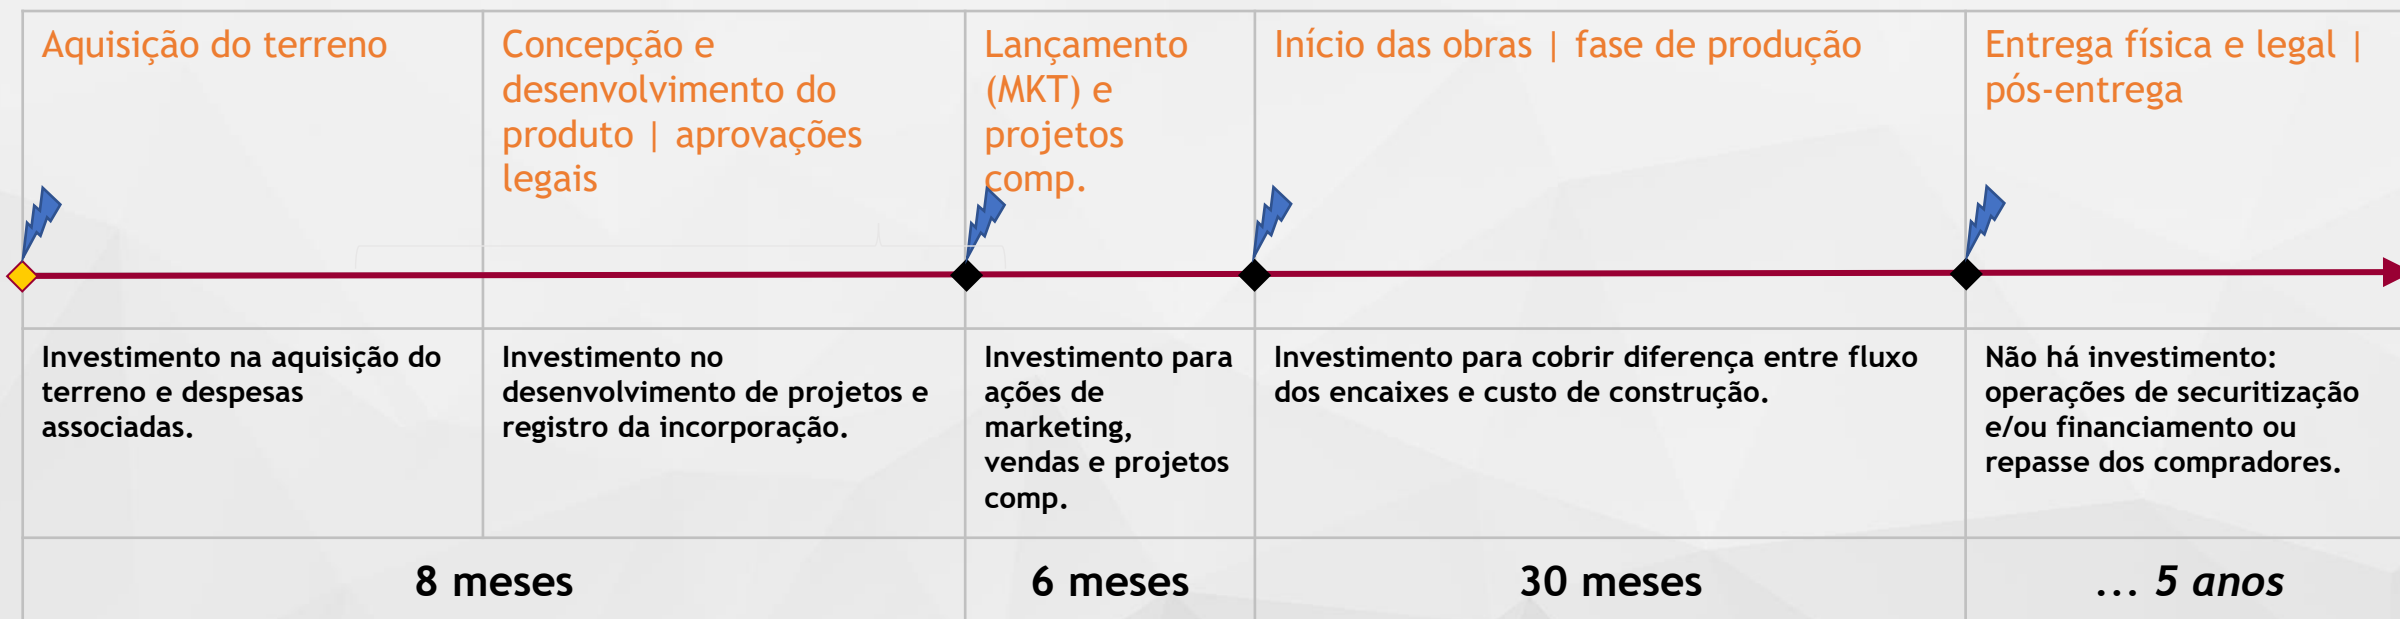 Aquisição do terreno
Concepção e
desenvolvimento do
produto | aprovações
legais
Lançamento
(MKT) e
projetos
comp.
Início das obras | fase de produção
Entrega física e legal |
pós-entrega
Investimento na aquisição do
terreno e despesas
associadas.
Investimento no
desenvolvimento de projetos e
registro da incorporação.
Investimento para
ações de
marketing,
vendas e projetos
comp.
Investimento para cobrir diferença entre fluxo
dos encaixes e custo de construção.
Não há investimento:
operações de securitização
e/ou financiamento ou
repasse dos compradores.
8 meses
6 meses
30 meses
... 5 anos